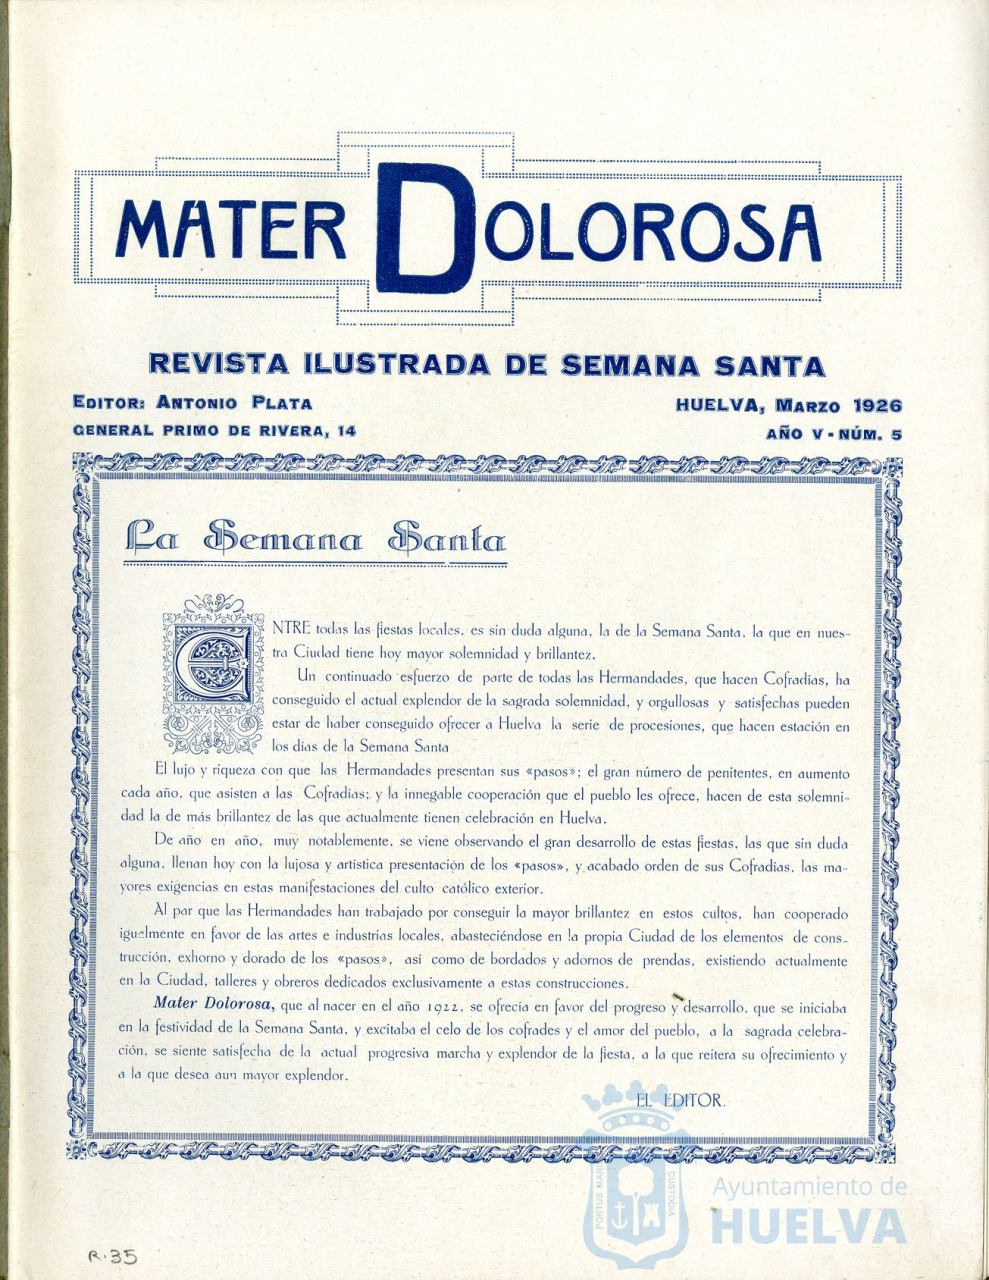 MATER DOLOROSA
REVISTA ILUSTRADA DE SEMANA SANTA
EDITOR: ANTONIO PLATA
GENERAL PRIMO DE RIVERA, 14
HUELVA, MARZO 1926
AÑO V - NÚM. 5
La Semana Santa
ENTRE todas las fiestas locales, es sin duda alguna, la de la Semana Santa, la que en nues-
tra Ciudad tiene hoy mayor solemnidad y brillantez.
Un continuado esfuerzo de parte de todas las Hermandades, que hacen Cofradías, ha
conseguido el actual explendor de la sagrada solemnidad, y orgullosas y satisfechas pueden
estar de haber conseguido ofrecer a Huelva la serie de procesiones, que hacen estación en
los días de la Semana Santa
El lujo y riqueza con que las Hermandades presentan sus «pasos»; el gran número de penitentes, en aumento
cada año, que asisten a las Cofradías; y la innegable cooperación que el pueblo les ofrece, hacen de esta solemni-
dad la de más brillantez de las que actualmente tienen celebración en Huelva.
De año en año, muy notablemente, se viene observando el gran desarrollo de estas fiestas, las que sin duda
alguna, llenan hoy con la lujosa y artística presentación de los «pasos», y acabado orden de sus Cofradías, las ma-
yores exigencias en estas manifestaciones del culto católico exterior.
Al par que las Hermandades han trabajado por conseguir la mayor brillantez en estos cultos, han cooperado
igualmente en favor de las artes e industrias locales, abasteciéndose en la propia Ciudad de los elementos de cons-
trucción, exhorno y dorado de los «pasos», así como de bordados y adornos de prendas, existiendo actualmente
en la Ciudad, talleres y obreros dedicados exclusivamente a estas construcciones.
Mater Dolorosa, que al nacer en el año 1922, se ofrecía en favor del progreso y desarrollo, que se iniciaba
en la festividad de la Semana Santa, y excitaba el celo de los cofrades y el amor del pueblo, a la sagrada celebra-
ción, se siente satisfecha de la actual progresiva marcha y explendor de la fiesta, a la que reitera su ofrecimiento y
a la que desea aun mayor explendor.
EL EDITOR.
PORTUS MARIS
CUSTODIA
Ayuntamiento de
HUELVA
R-35